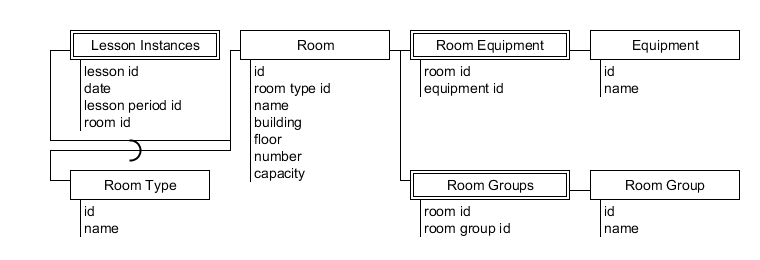 Lesson Instances
lesson id
date
lesson period id
room id
Room
id
room type id
name
building
floor
number
capacity
Room Equipment
room id
equipment id
Equipment
id
name
Room Type
id
name
Room Groups
room id
room group id
Room Group
id
name